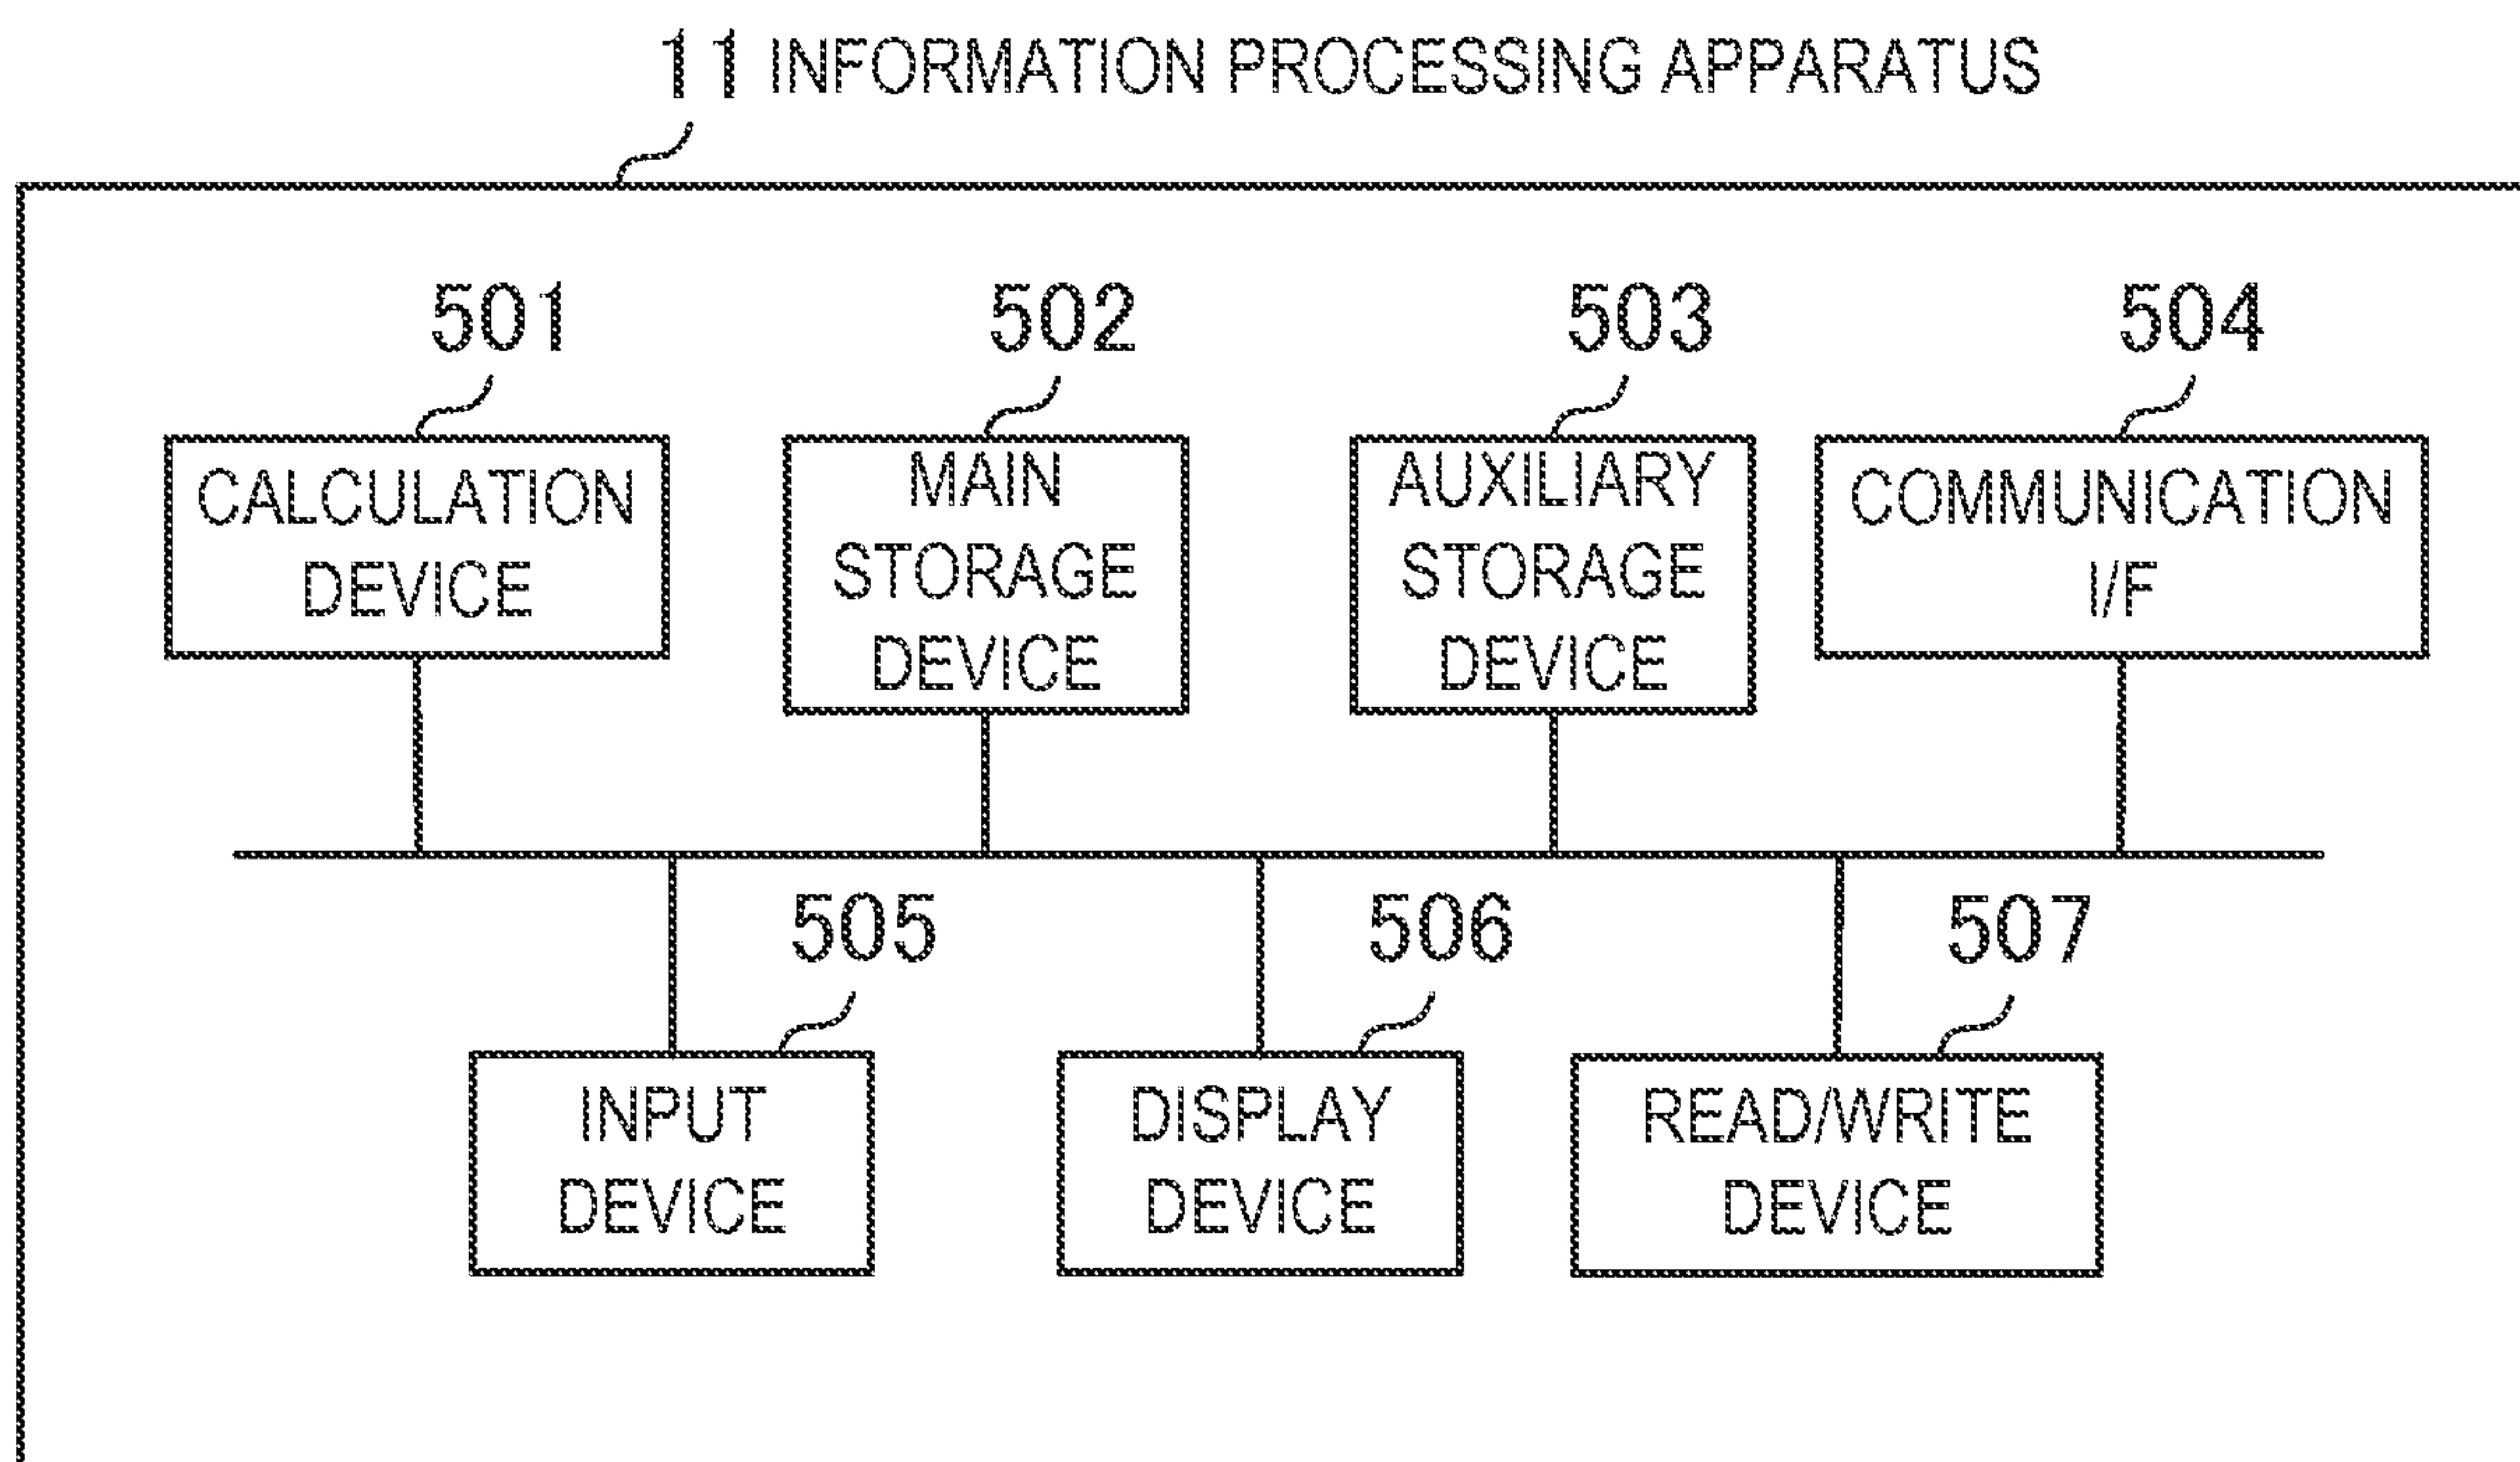 11 INFORMATION PROCESSING APPARATUS
501
502
503
504
CALCULATION
DEVICE
MAIN
STORAGE
DEVICE
AUXILIARY
STORAGE
DEVICE
COMMUNICATION
I/F
505
506
507
INPUT
DEVICE
DISPLAY
DEVICE
READ/WRITE
DEVICE